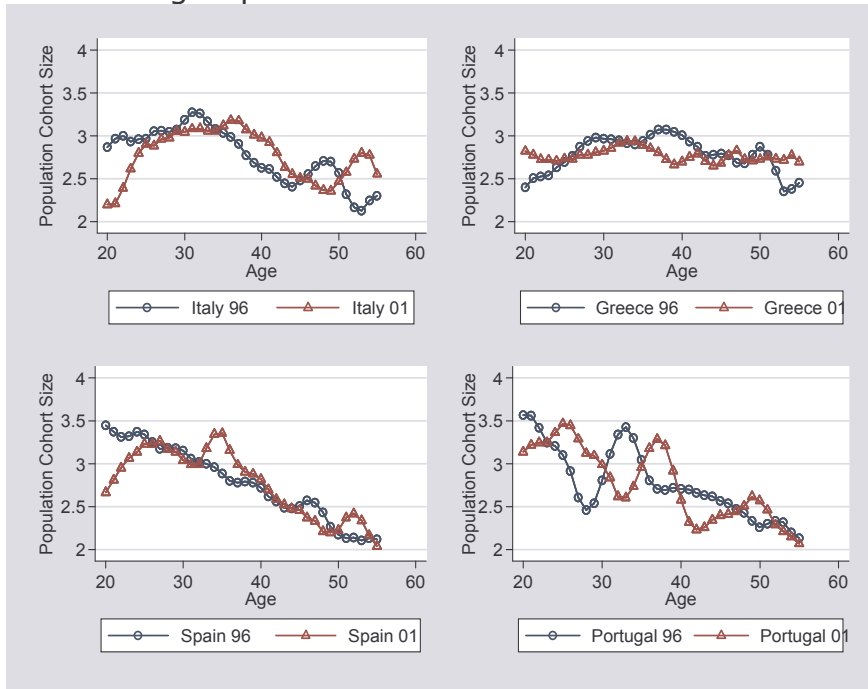 Population Cohort Size
4
3.5
3
2.5
2
20 30 40 50 60
Age
Italy 96 Italy 01
Population Cohort Size
4
3.5
3
2.5
2
20 30 40 50 60
Age
Greece 96 Greece 01
Population Cohort Size
4
3.5
3
2.5
2
20 30 40 50 60
Age
Spain 96 Spain 01
Population Cohort Size
4
3.5
3
2.5
2
20 30 40 50 60
Age
Portugal 96 Portugal 01